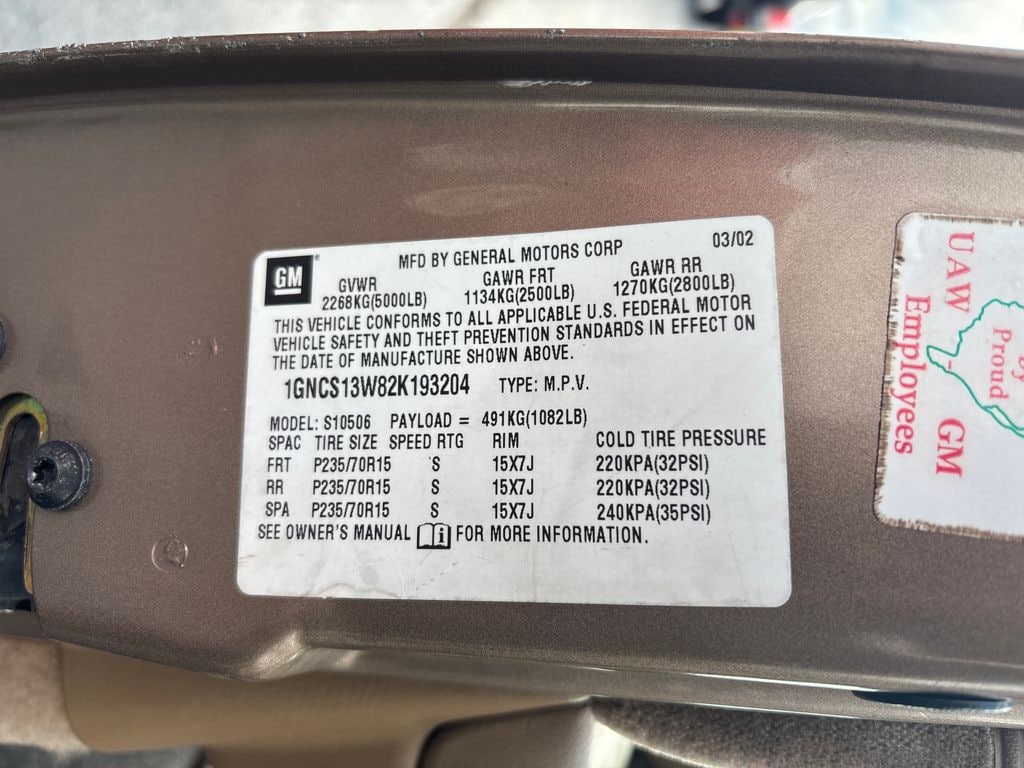 GM
MFD BY GENERAL MOTORS CORP 03/02
GVWR GAWR FRT GAWR RR
2268KG(5000LB) 1134KG(2500LB) 1270KG(2800LB)
THIS VEHICLE CONFORMS TO ALL APPLICABLE U.S. FEDERAL MOTOR
VEHICLE SAFETY AND THEFT PREVENTION STANDARDS IN EFFECT ON
THE DATE OF MANUFACTURE SHOWN ABOVE.
1GNCS13W82K193204 TYPE: M.P.V.
MODEL: S10506 PAYLOAD = 491KG(1082LB)
SPAC TIRE SIZE SPEED RTG RIM COLD TIRE PRESSURE
FRT P235/70R15 S 15X7J 220KPA(32PSI)
RR P235/70R15 S 15X7J 220KPA(32PSI)
SPA P235/70R15 S 15X7J 240KPA(35PSI)
SEE OWNER'S MANUAL FOR MORE INFORMATION.
UAW - GM
Employees
By
Proud